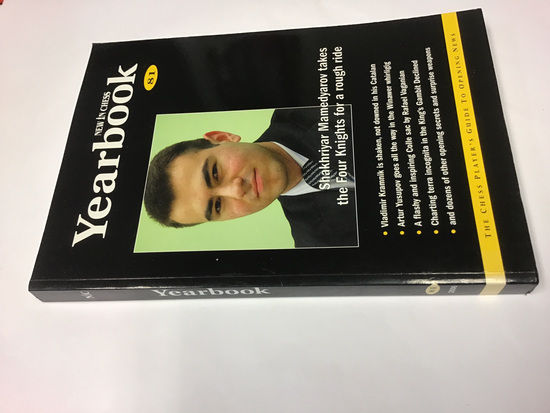 NEW IN CHESS
Yearbook
81
Shakhriyar Mamedyarov takes
the Four Knights for a rough ride
• Vladimir Kramnik is shaken, not downed in his Catalan
• Artur Yusupov goes all the way in the Winawer whirligig
• A flashy and inspiring Colle sac by Rafael Vaganian
• Charting terra incognita in the King's Gambit Declined
• and dozens of other opening secrets and surprise weapons
THE CHESS PLAYER'S GUIDE TO OPENING NEWS
NIC
Yearbook